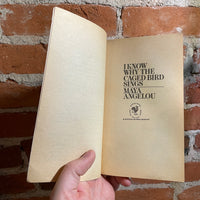 I KNOW
WHY THE
CAGED BIRD
SINGS
MAYA
ANGELOU